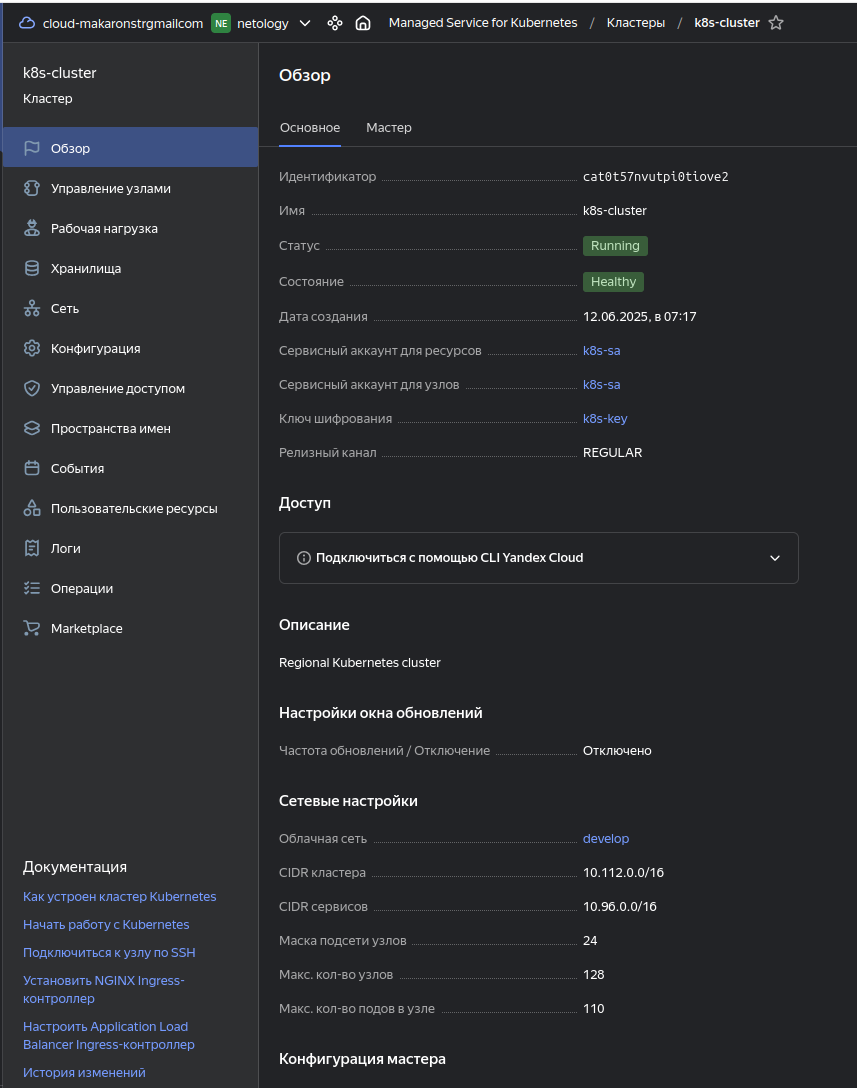 cloud-makaronstrgmailcom NE netology Managed Service for Kubernetes / Кластеры / k8s-cluster
k8s-cluster
Кластер
Обзор
Управление узлами
Рабочая нагрузка
Хранилища
Сеть
Конфигурация
Управление доступом
Пространства имен
События
Пользовательские ресурсы
Логи
Операции
Marketplace
Документация
Как устроен кластер Kubernetes
Начать работу с Kubernetes
Подключиться к узлу по SSH
Установить NGINX Ingress-
контроллер
Настроить Application Load
Balancer Ingress-контроллер
История изменений
Обзор
Основное Мастер
Идентификатор cat0t57nvutpi0tiove2
Имя k8s-cluster
Статус Running
Состояние Healthy
Дата создания 12.06.2025, в 07:17
Сервисный аккаунт для ресурсов k8s-sa
Сервисный аккаунт для узлов k8s-sa
Ключ шифрования k8s-key
Релизный канал REGULAR
Доступ
Подключиться с помощью CLI Yandex Cloud
Описание
Regional Kubernetes cluster
Настройки окна обновлений
Частота обновлений / Отключение Отключено
Сетевые настройки
Облачная сеть develop
CIDR кластера 10.112.0.0/16
CIDR сервисов 10.96.0.0/16
Маска подсети узлов 24
Макс. кол-во узлов 128
Макс. кол-во подов в узле 110
Конфигурация мастера